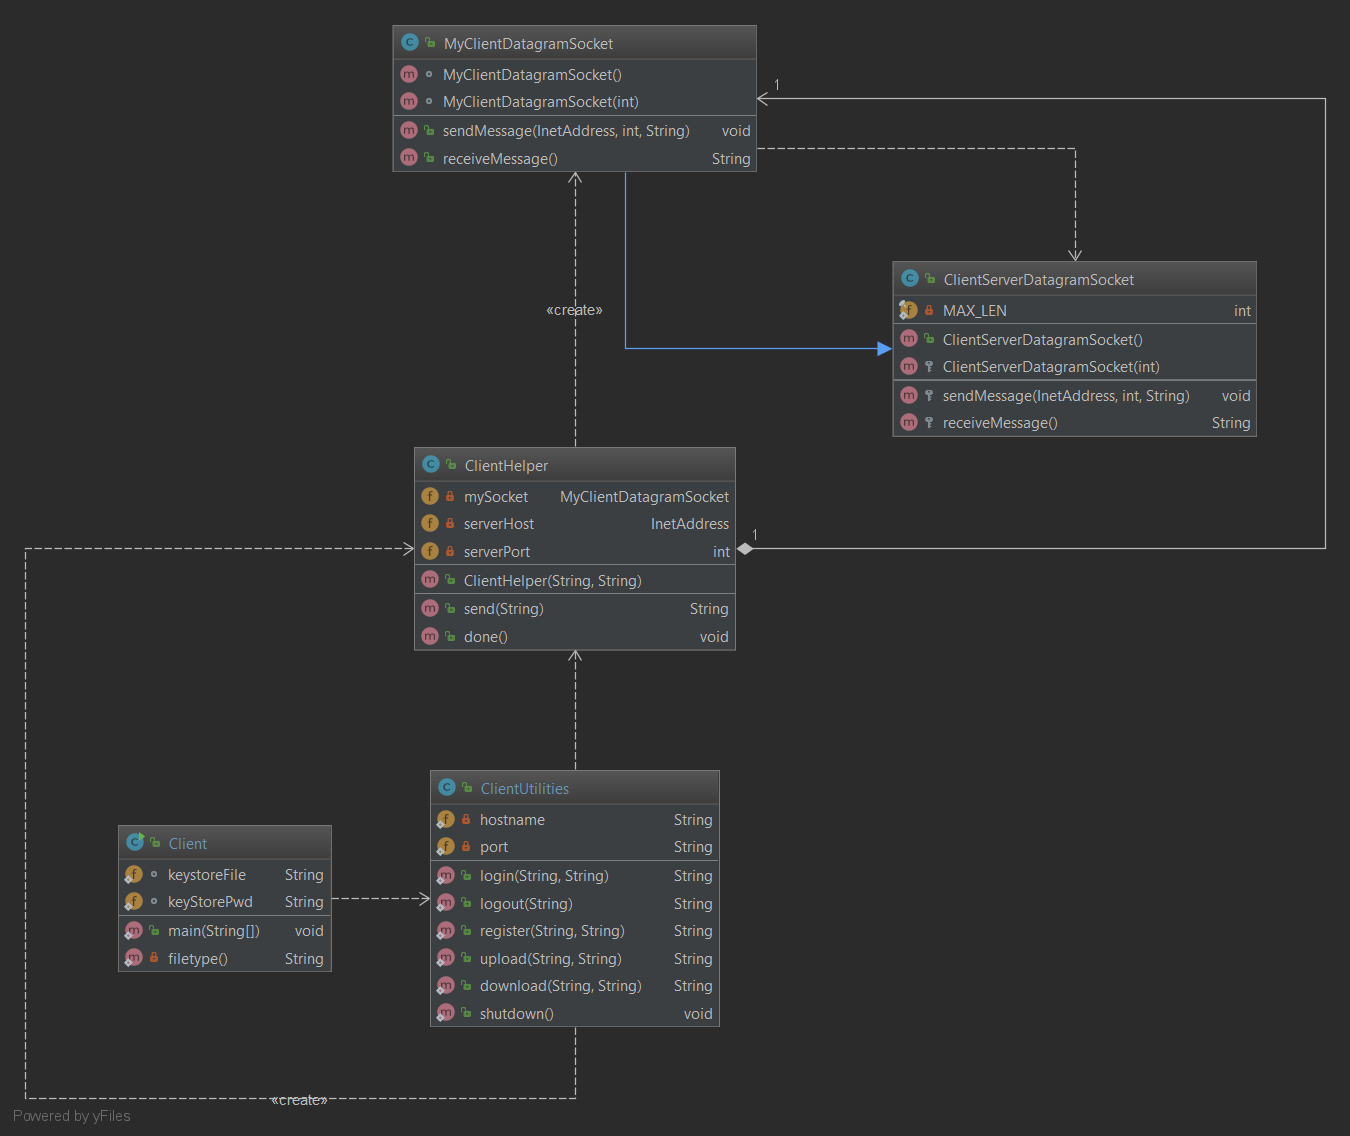 MyClientDatagramSocket
MyClientDatagramSocket()
MyClientDatagramSocket(int)
sendMessage(InetAddress, int, String) void
receiveMessage() String
1
«create»
ClientServerDatagramSocket
MAX_LEN int
ClientServerDatagramSocket()
ClientServerDatagramSocket(int)
sendMessage(InetAddress, int, String) void
receiveMessage() String
ClientHelper
mySocket MyClientDatagramSocket
serverHost InetAddress
serverPort int
ClientHelper(String, String)
send(String) String
done() void
1
ClientUtilities
hostname String
port String
login(String, String) String
logout(String) String
register(String, String) String
upload(String, String) String
download(String, String) String
shutdown() void
Client
keystoreFile String
keyStorePwd String
main(String[]) void
filetype() String
«create»
Powered by yFiles